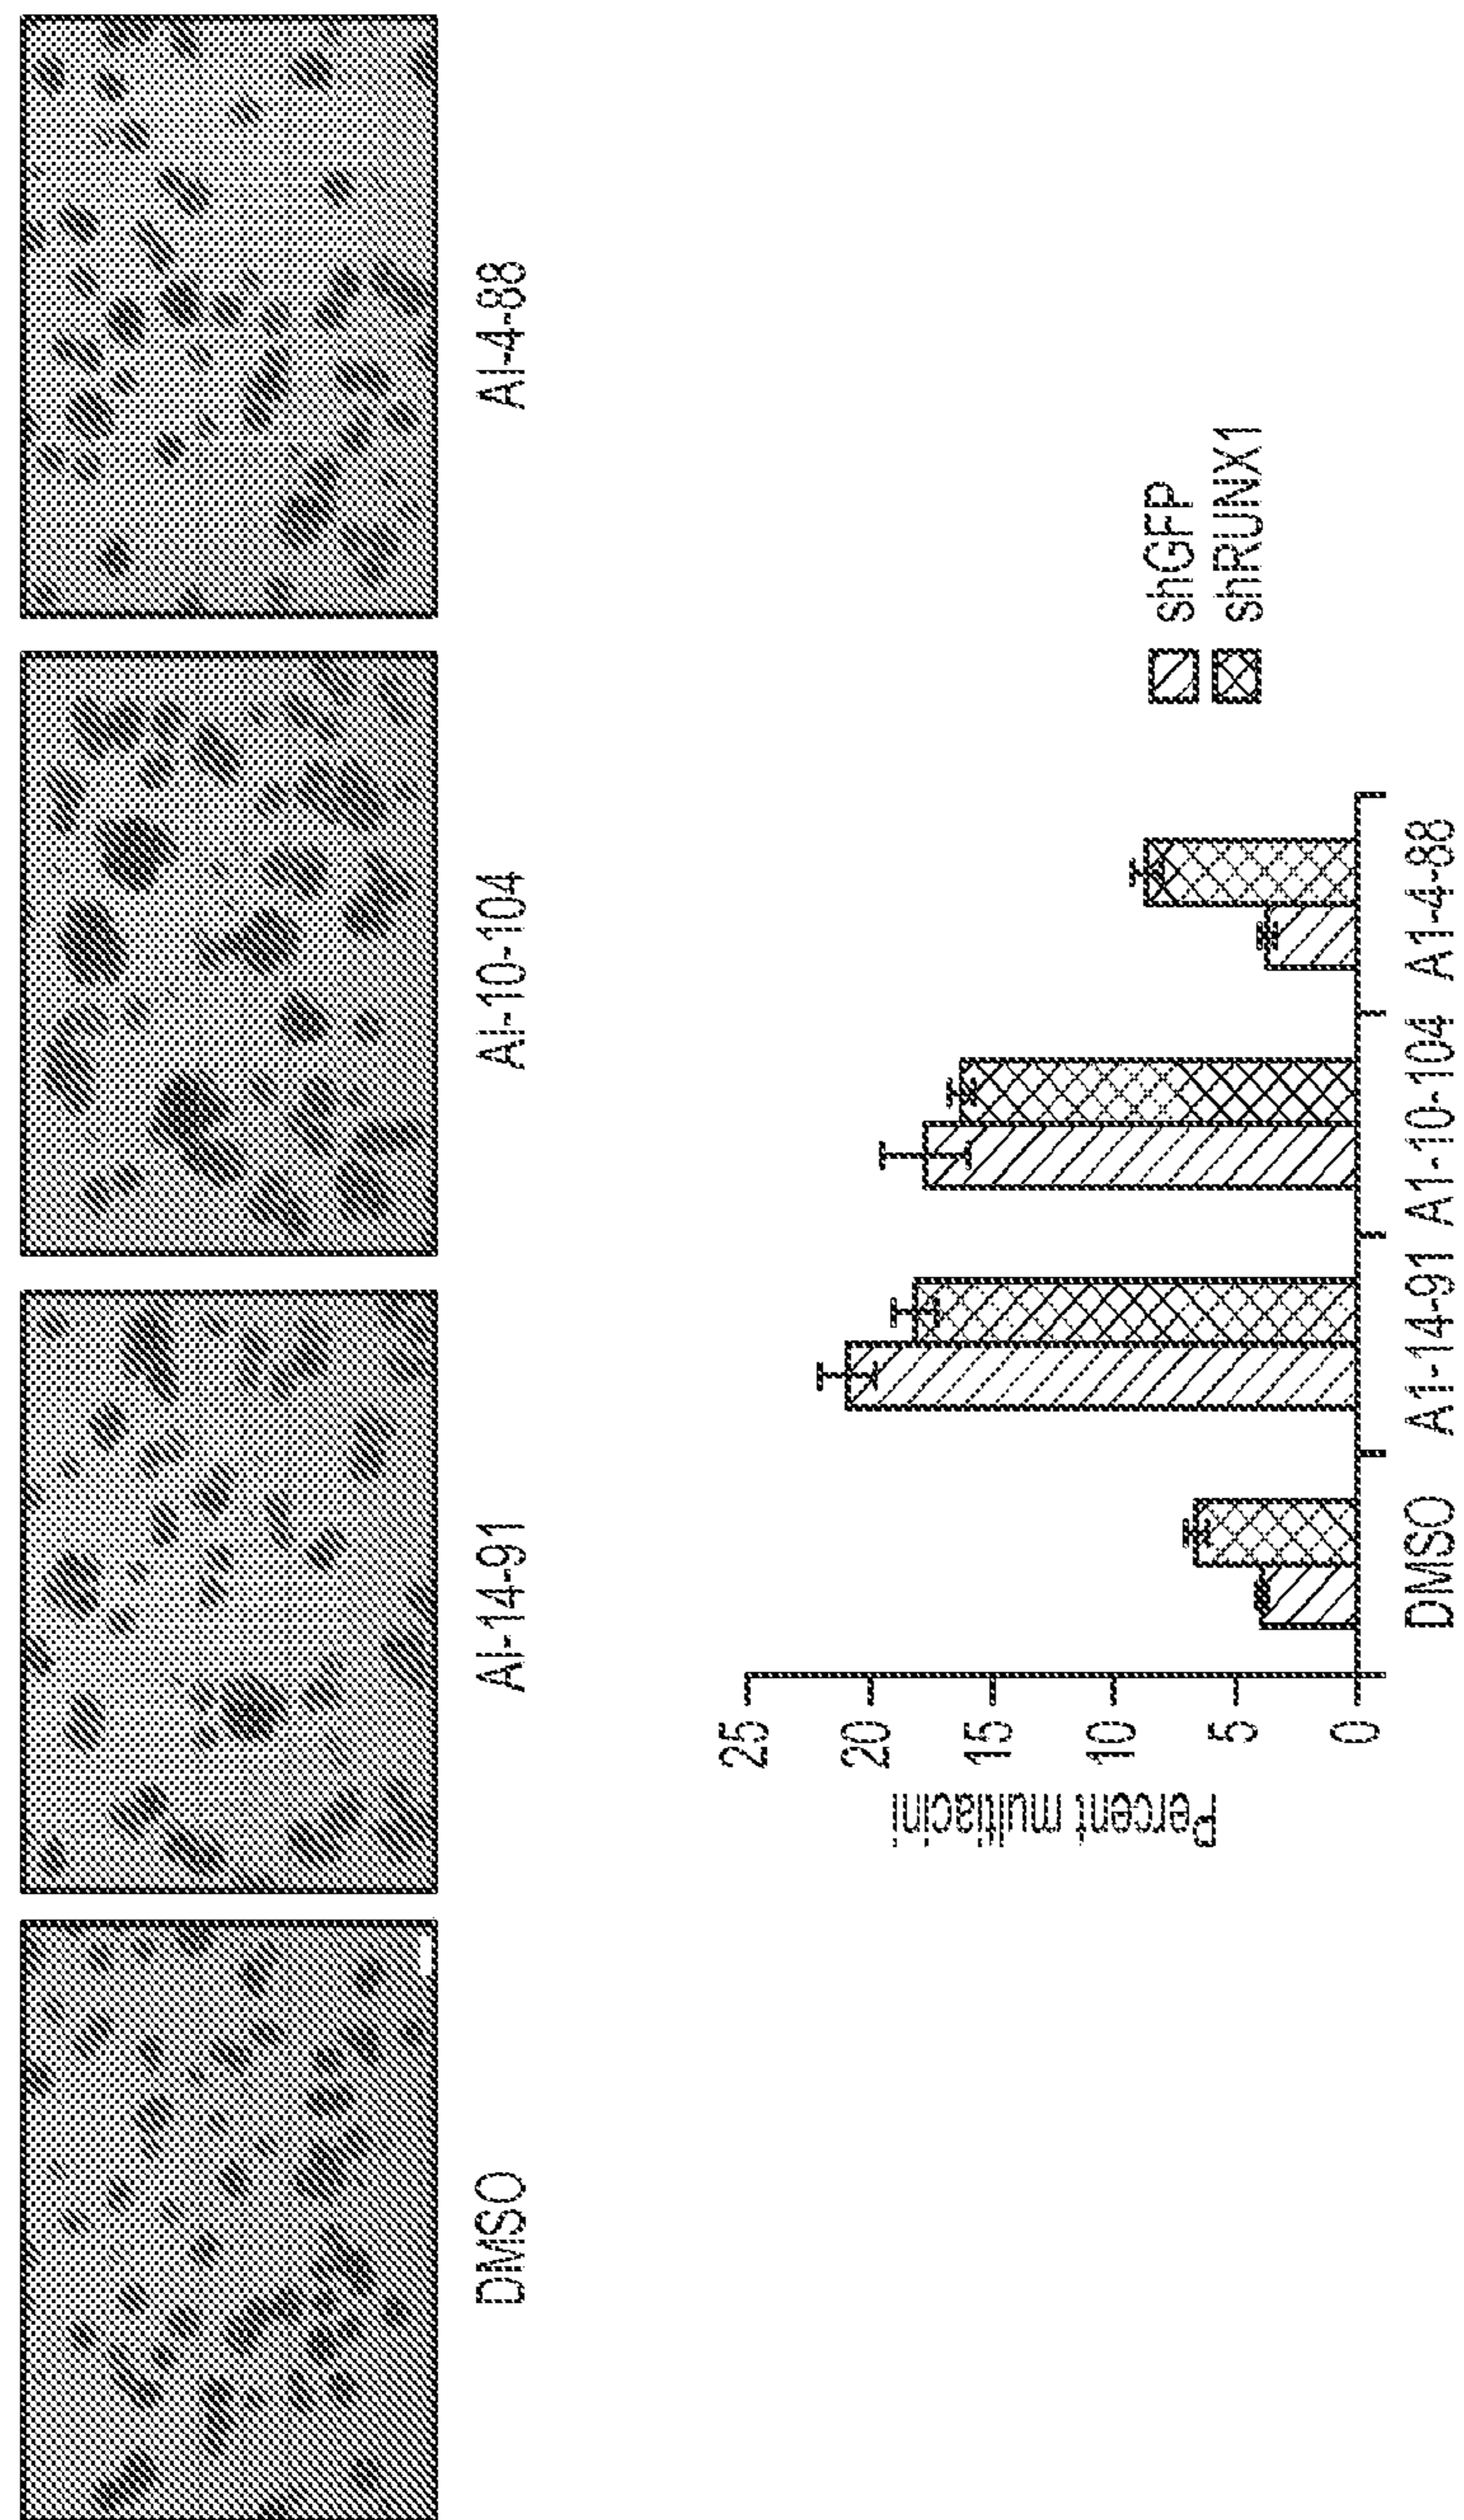 DMSO
AI-14-91
AI-10-104
AI-4-88
Percent multiacini
25
20
15
10
5
0
DMSO
A1-14-91
A1-10-104
A1-4-88
shGFP
shRUNX1